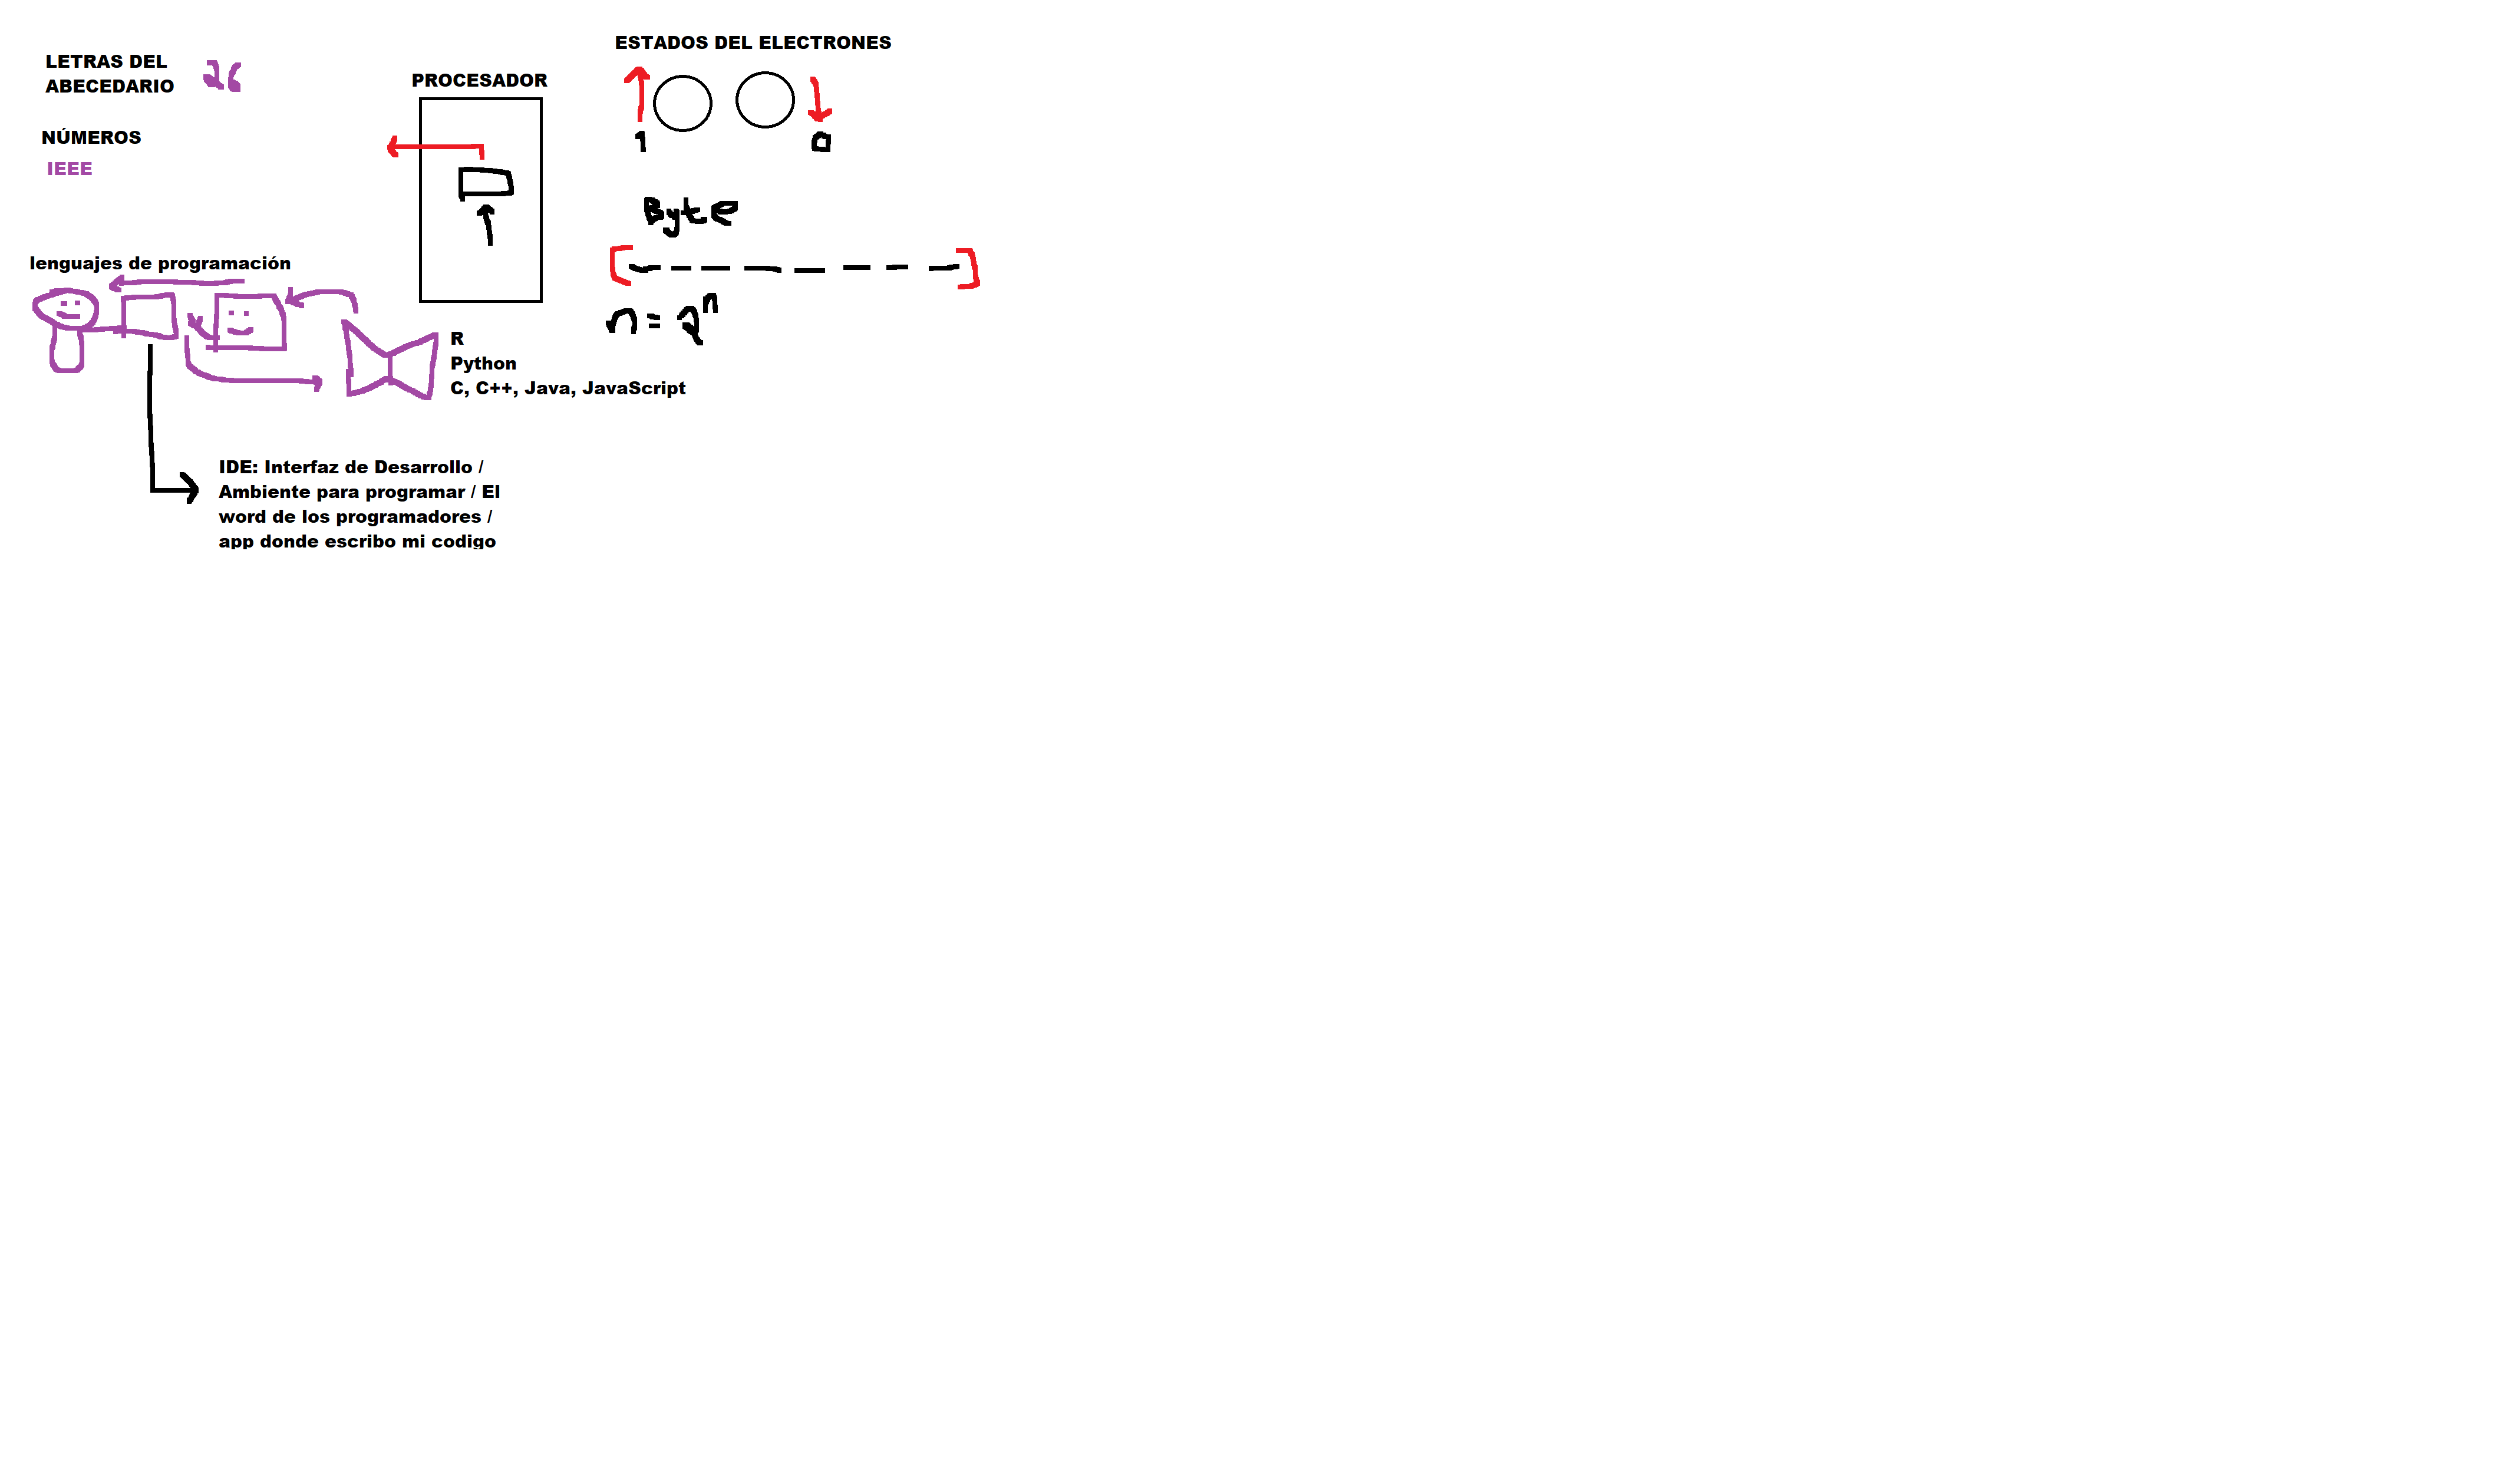 LETRAS DEL
ABECEDARIO 26
NÚMEROS
IEEE
PROCESADOR
ESTADOS DEL ELECTRONES
1 0
Byte
n = 2^n
lenguajes de programación
R
Python
C, C++, Java, JavaScript
IDE: Interfaz de Desarrollo /
Ambiente para programar / El
word de los programadores /
app donde escribo mi codigo